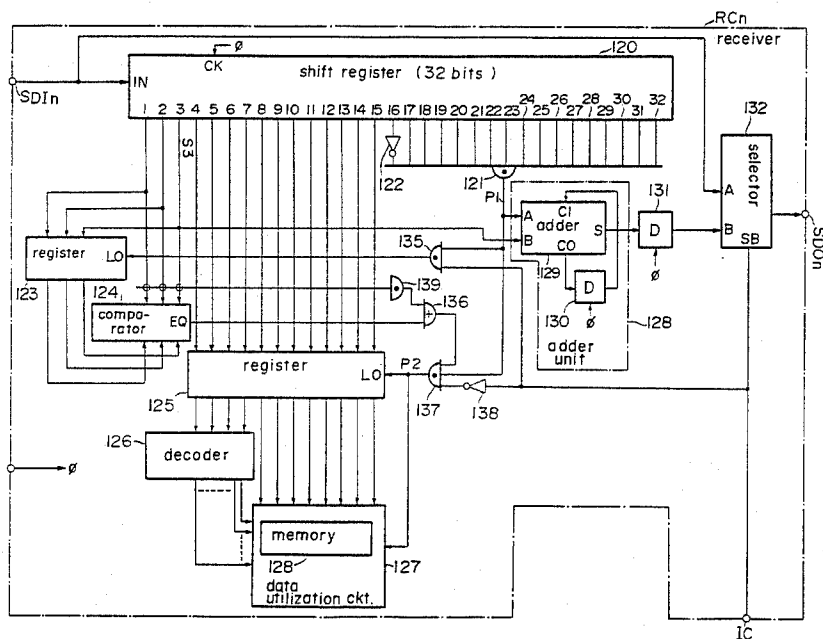 RCn
receiver
120
ø
CK
shift register (32 bits)
IN
SDIn
1 2 3 4 5 6 7 8 9 10 11 12 13 14 15 16 17 18 19 20 21 22 23 24 25 26 27 28 29 30 31 32
S3
122
121
P1
132
selector
A
B
SB
SDOn
131
D
ø
A
B
CI
adder
CO
S
129
D
130
ø
128
adder
unit
135
register
LO
123
124
139
136
compa-
rator
EQ
register
LO
P2
125
137
138
126
decoder
ø
memory
128
127
data
utilization ckt.
IC